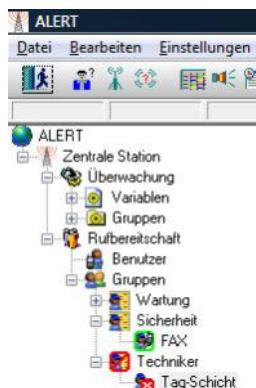 ALERT
Datei Bearbeiten Einstellungen
ALERT
Zentrale Station
Überwachung
Variablen
Gruppen
Rufbereitschaft
Benutzer
Gruppen
Wartung
Sicherheit
FAX
Techniker
Tag-Schicht